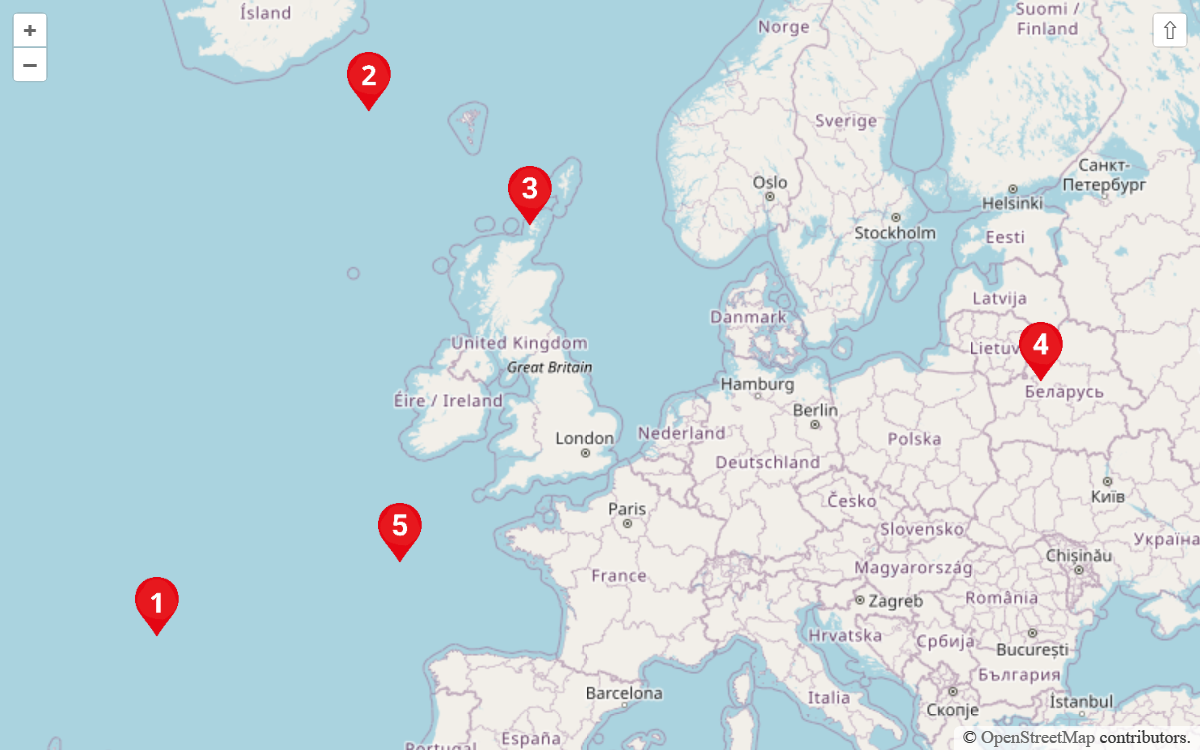 +
−
⇧
Ísland
Norge
Suomi /
Finland
2
Sverige
Санкт-
Петербург
3
Oslo
Helsinki
Stockholm
Eesti
Latvija
Danmark
United Kingdom
4
Great Britain
Hamburg
Беларусь
Éire / Ireland
Berlin
London
Nederland
Polska
Deutschland
Київ
Česko
Paris
5
Slovensko
Україна
Chișinău
France
Magyarország
1
Zagreb
România
Hrvatska
Србија
București
България
Barcelona
Italia
İstanbul
Скопје
España
Portugal
© OpenStreetMap contributors.